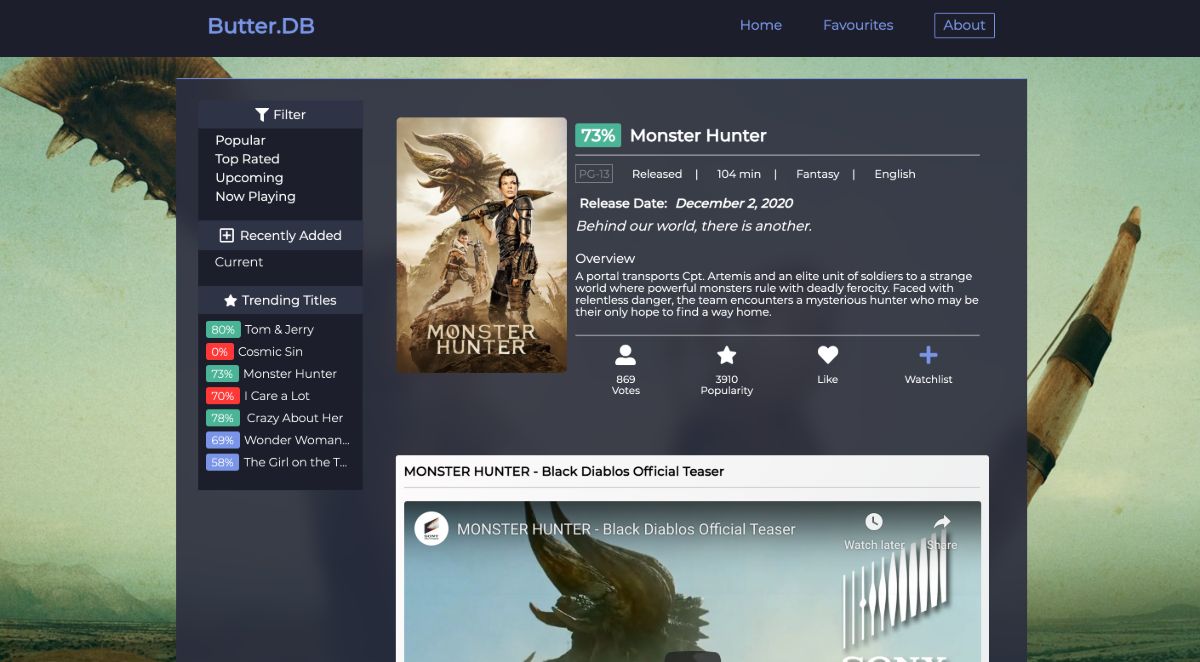 Butter.DB
Home
Favourites
About
Filter
Popular
Top Rated
Upcoming
Now Playing
Recently Added
Current
Trending Titles
80% Tom & Jerry
0% Cosmic Sin
73% Monster Hunter
70% I Care a Lot
78% Crazy About Her
69% Wonder Woman...
58% The Girl on the T...
MONSTER
HUNTER
73% Monster Hunter
PG-13 Released | 104 min | Fantasy | English
Release Date: December 2, 2020
Behind our world, there is another.
Overview
A portal transports Cpt. Artemis and an elite unit of soldiers to a strange
world where powerful monsters rule with deadly ferocity. Faced with
relentless danger, the team encounters a mysterious hunter who may be
their only hope to find a way home.
869
Votes
3910
Popularity
Like
Watchlist
MONSTER HUNTER - Black Diablos Official Teaser
SONY
MONSTER HUNTER - Black Diablos Official Teaser
Watch later
Share
SONY